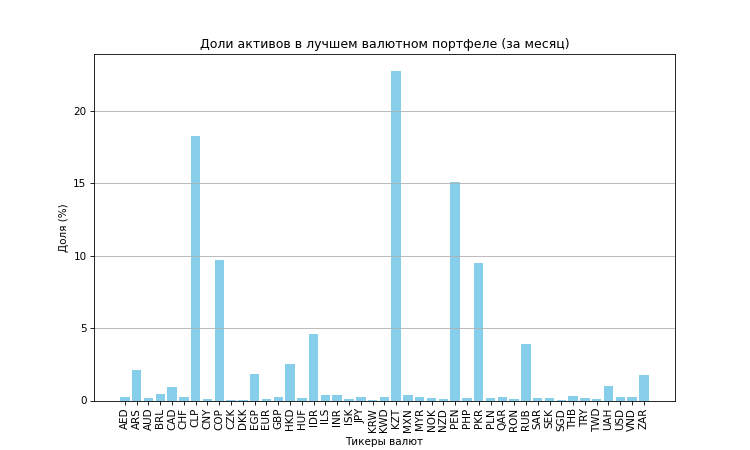 Доли активов в лучшем валютном портфеле (за месяц)
20
15
10
5
0
Доля (%)
AED ARS AUD BRL CAD CHF CLP CNY COP CZK DKK EGP EUR GBP HKD HUF IDR ILS INR ISK JPY KRW KWD KZT MXN MYR NOK NZD PEN PHP PKR PLN QAR RON RUB SAR SEK SGD THB TRY TWD UAH USD VND ZAR
Тикеры валют